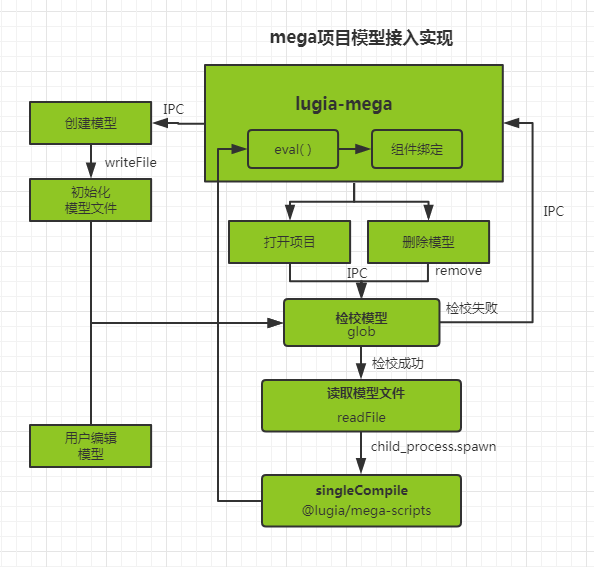 mega项目模型接入实现
lugia-mega
IPC
创建模型
eval( )
组件绑定
writeFile
初始化
模型文件
IPC
打开项目
删除模型
IPC
remove
检校模型
glob
检校失败
检校成功
读取模型文件
readFile
用户编辑
模型
child_process.spawn
singleCompile
@lugia/mega-scripts